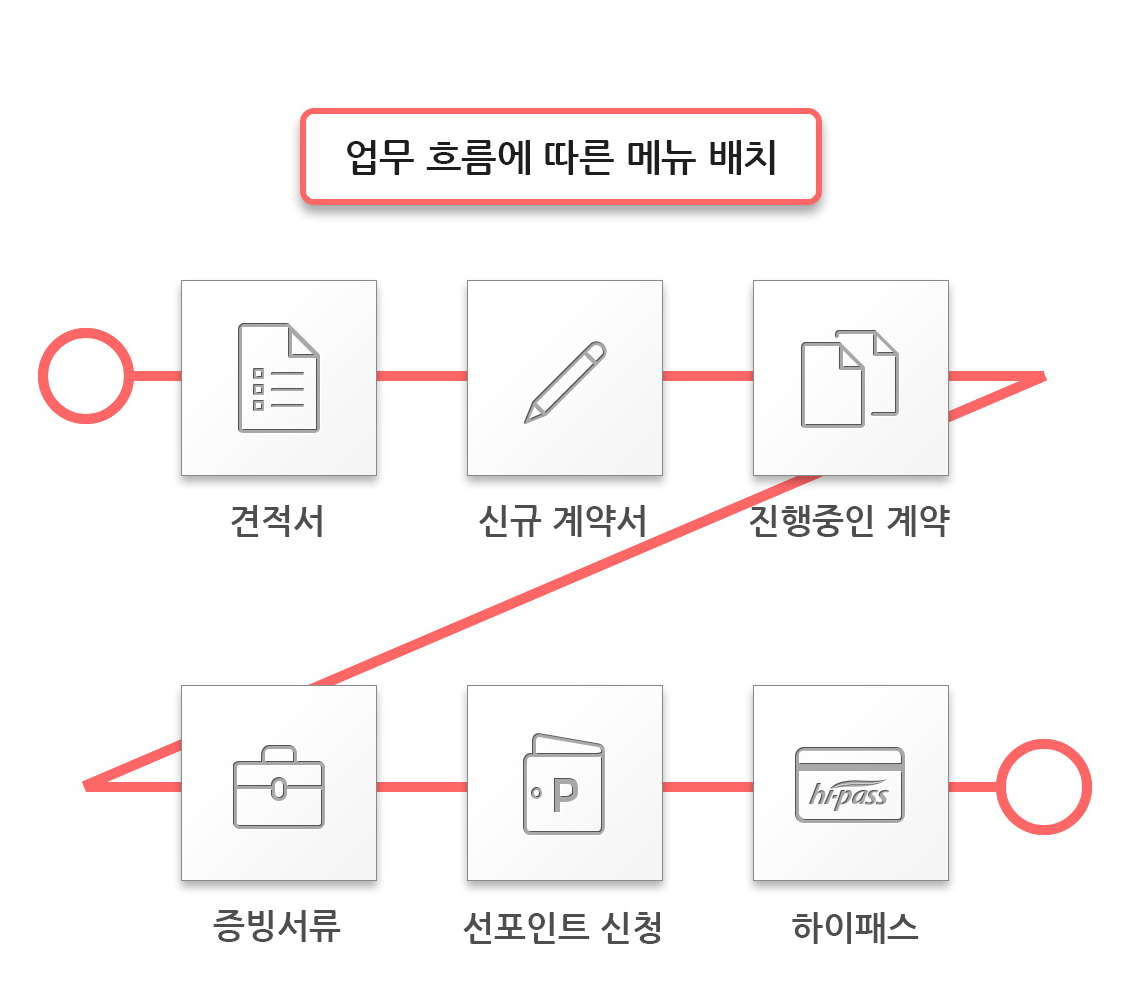 업무 흐름에 따른 메뉴 배치
견적서
신규 계약서
진행중인 계약
P
hi-pass
증빙서류
선포인트 신청
하이패스